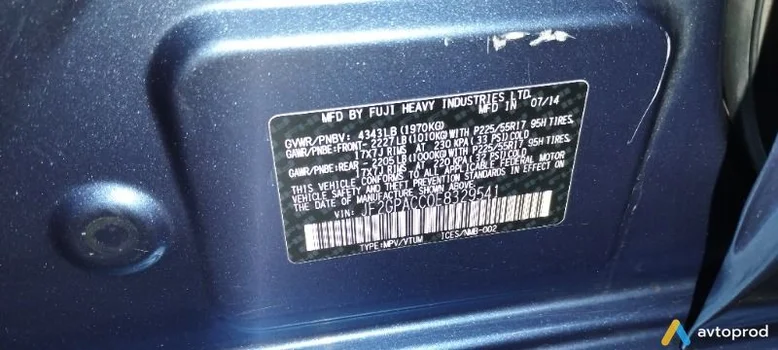 MFD BY FUJI HEAVY INDUSTRIES LTD.
MFD IN 07/14
GVWR/PNBV: 4343LB(1970KG)
GAWR/PNBE:FRONT-2227LB(1010KG)WITH P225/55R17 95H TIRES
17X7J RIMS AT 230 KPA(33 PSI)COLD
GAWR/PNBE:REAR -2205LB(1000KG)WITH P225/55R17 95H TIRES
17X7J RIMS AT 220 KPA(32 PSI)COLD
THIS VEHICLE CONFORMS TO ALL APPLICABLE FEDERAL MOTOR
VEHICLE SAFETY AND THEFT PREVENTION STANDARDS IN EFFECT ON
THE DATE OF MANUFACTURE SHOWN ABOVE.
VIN: JF2GPACC0E8329541
TYPE:MPV/VTUM ICES/NMB-002
avtoprod